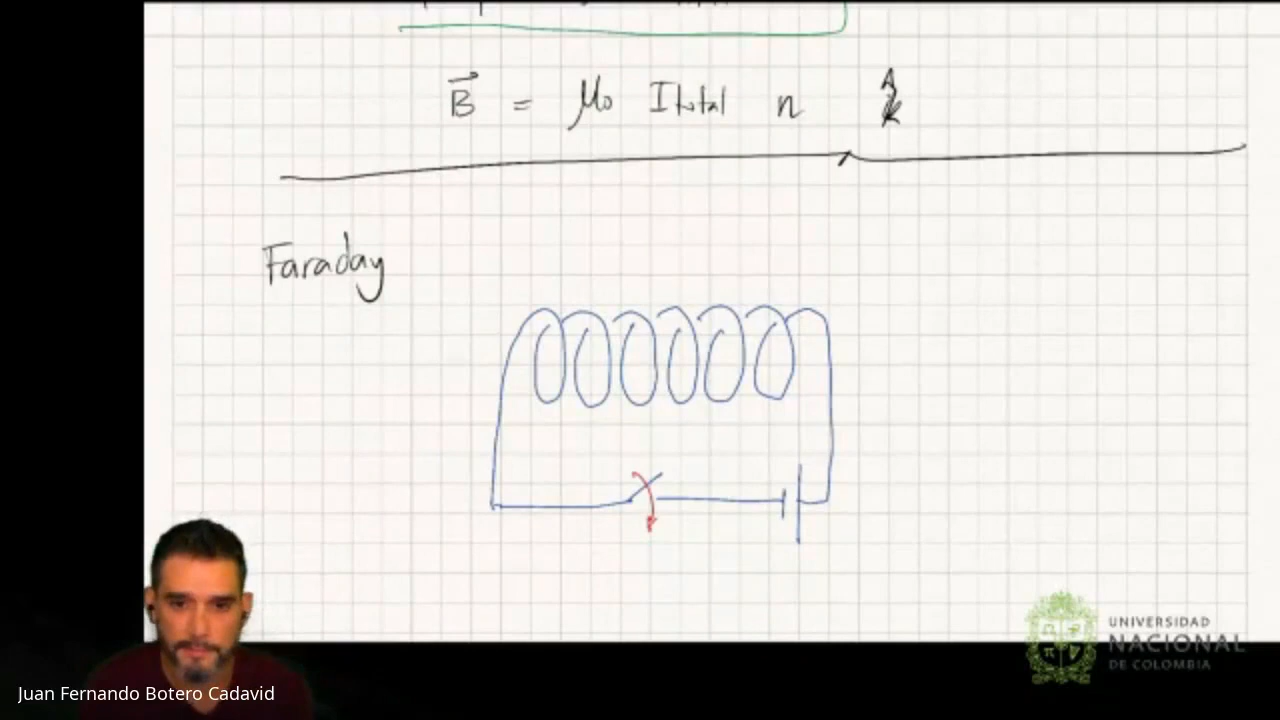 B⃗ = μ₀ Itotal n k̂
Faraday
UNIVERSIDAD
NACIONAL
DE COLOMBIA
Juan Fernando Botero Cadavid